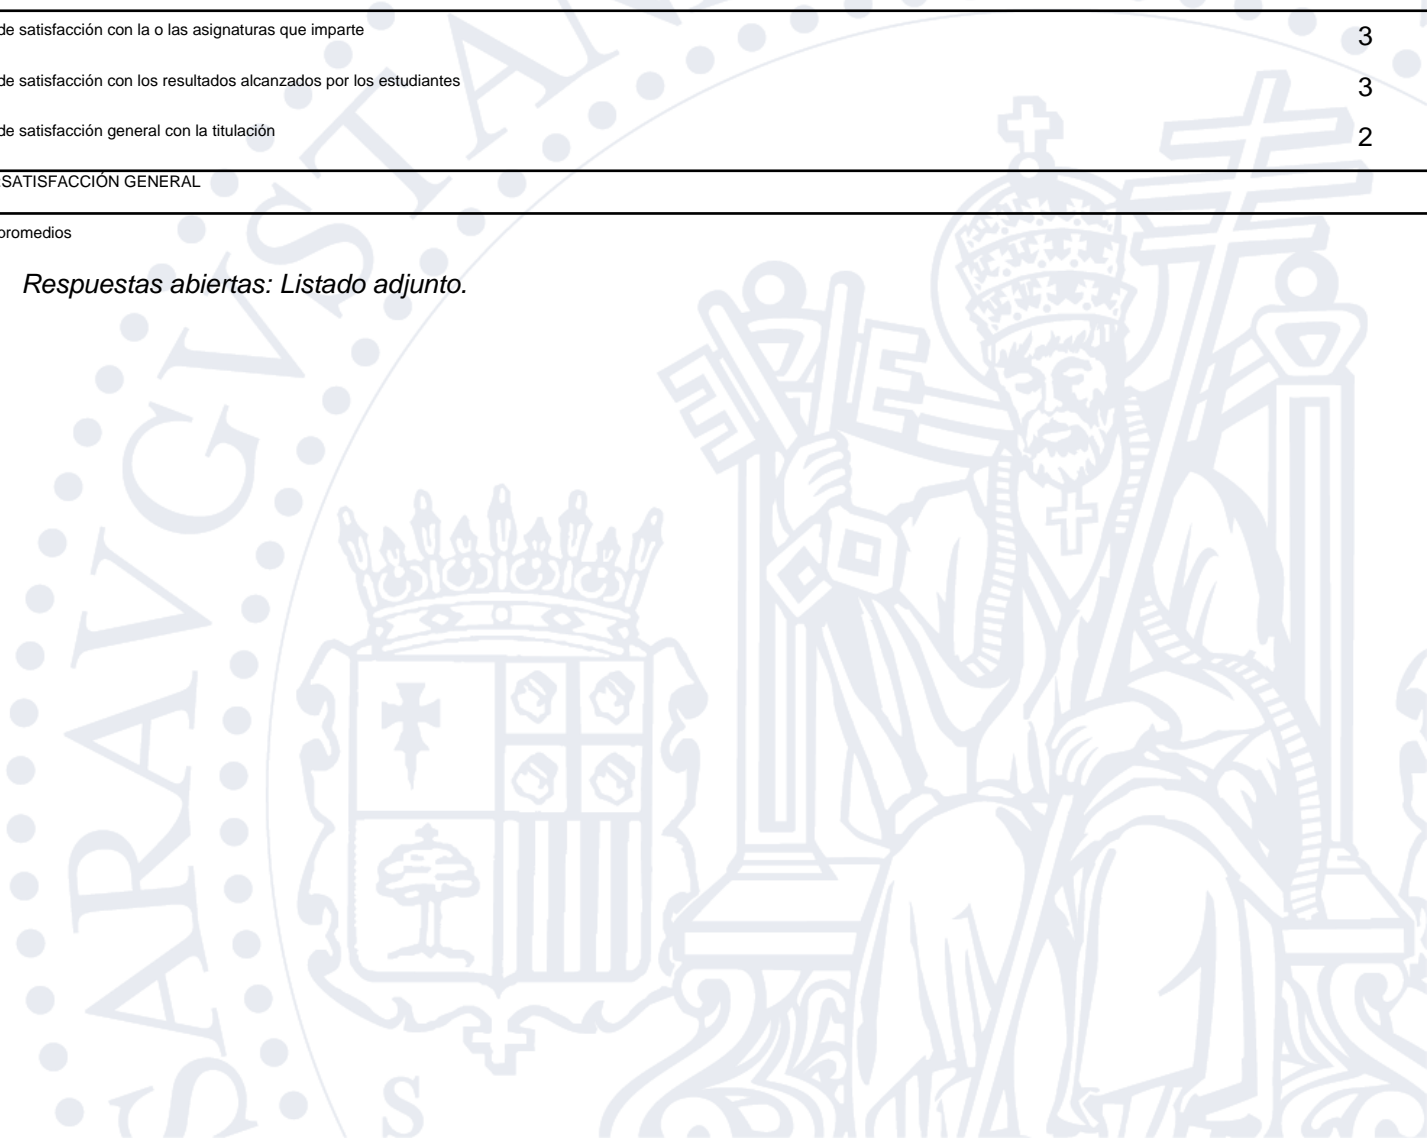 de satisfacción con la o las asignaturas que imparte 3
de satisfacción con los resultados alcanzados por los estudiantes 3
de satisfacción general con la titulación 2
SATISFACCIÓN GENERAL
promedios
Respuestas abiertas: Listado adjunto.
SARAVGVSTAN
S